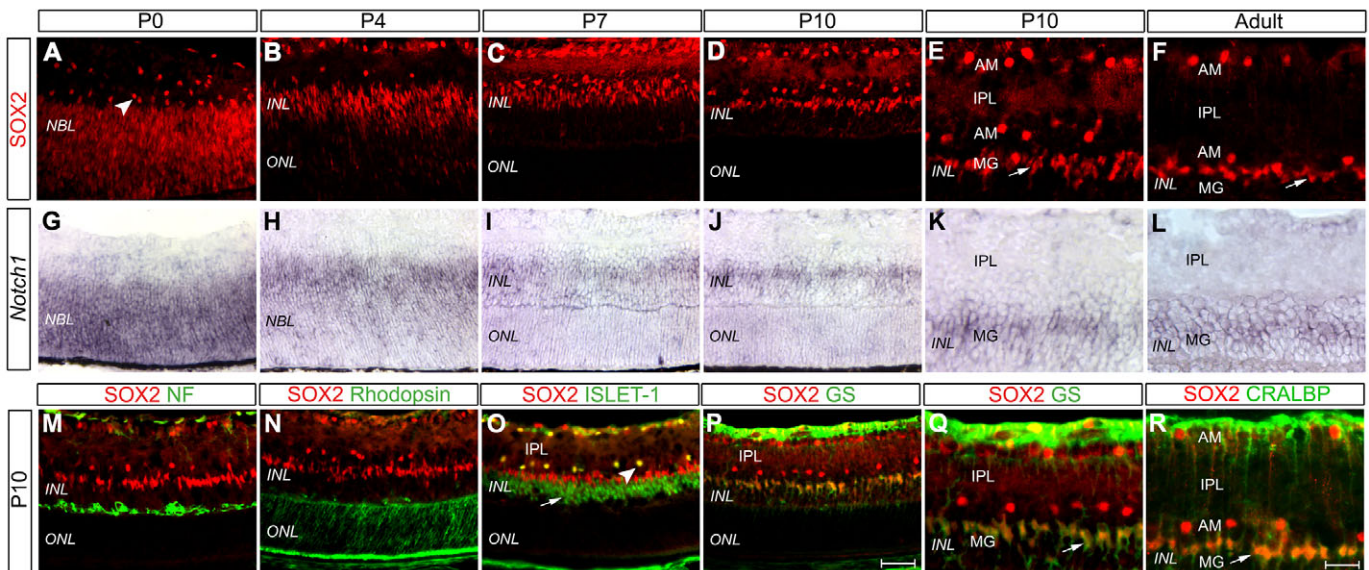 P0 P4 P7 P10 P10 Adult
SOX2
A NBL
B INL ONL
C INL ONL
D INL ONL
E AM IPL AM MG INL
F AM IPL AM INL MG
Notch1
G NBL
H NBL
I INL ONL
J INL ONL
K IPL MG INL
L IPL MG INL
P10
SOX2 NF
M INL ONL
SOX2 Rhodopsin
N INL ONL
SOX2 ISLET-1
O IPL INL ONL
SOX2 GS
P IPL INL ONL
SOX2 GS
Q IPL MG INL
SOX2 CRALBP
R AM IPL AM INL MG